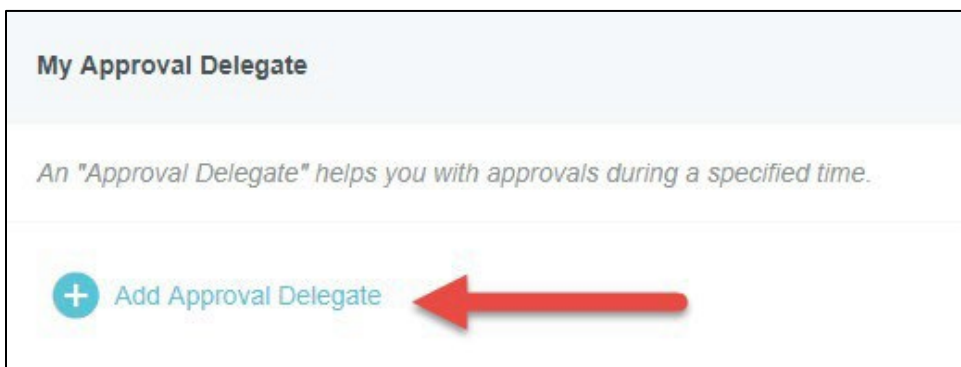 My Approval Delegate
An "Approval Delegate" helps you with approvals during a specified time.
Add Approval Delegate